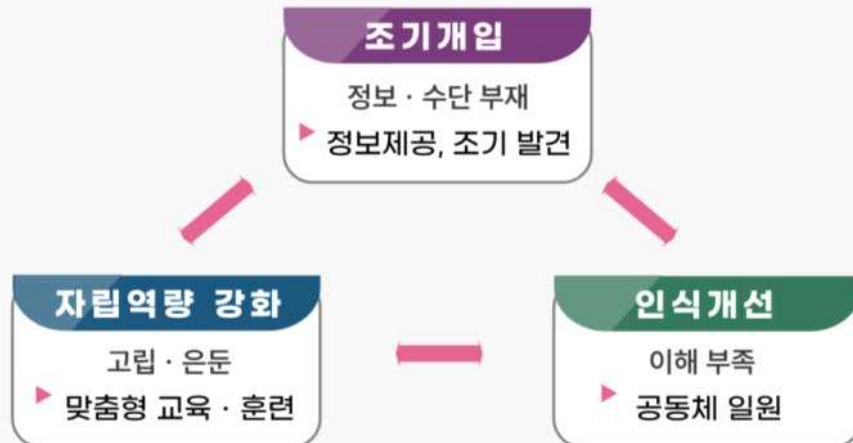 조기개입
정보 · 수단 부재
▶ 정보제공, 조기 발견
자립역량 강화
고립 · 은둔
▶ 맞춤형 교육 · 훈련
인식개선
이해 부족
▶ 공동체 일원